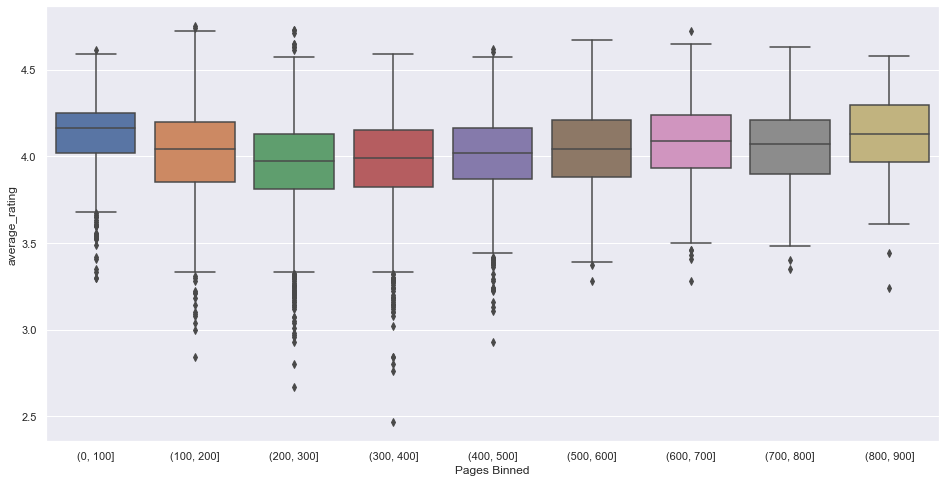 4.5
4.0
3.5
3.0
2.5
average_rating
(0, 100] (100, 200] (200, 300] (300, 400] (400, 500] (500, 600] (600, 700] (700, 800] (800, 900]
Pages Binned